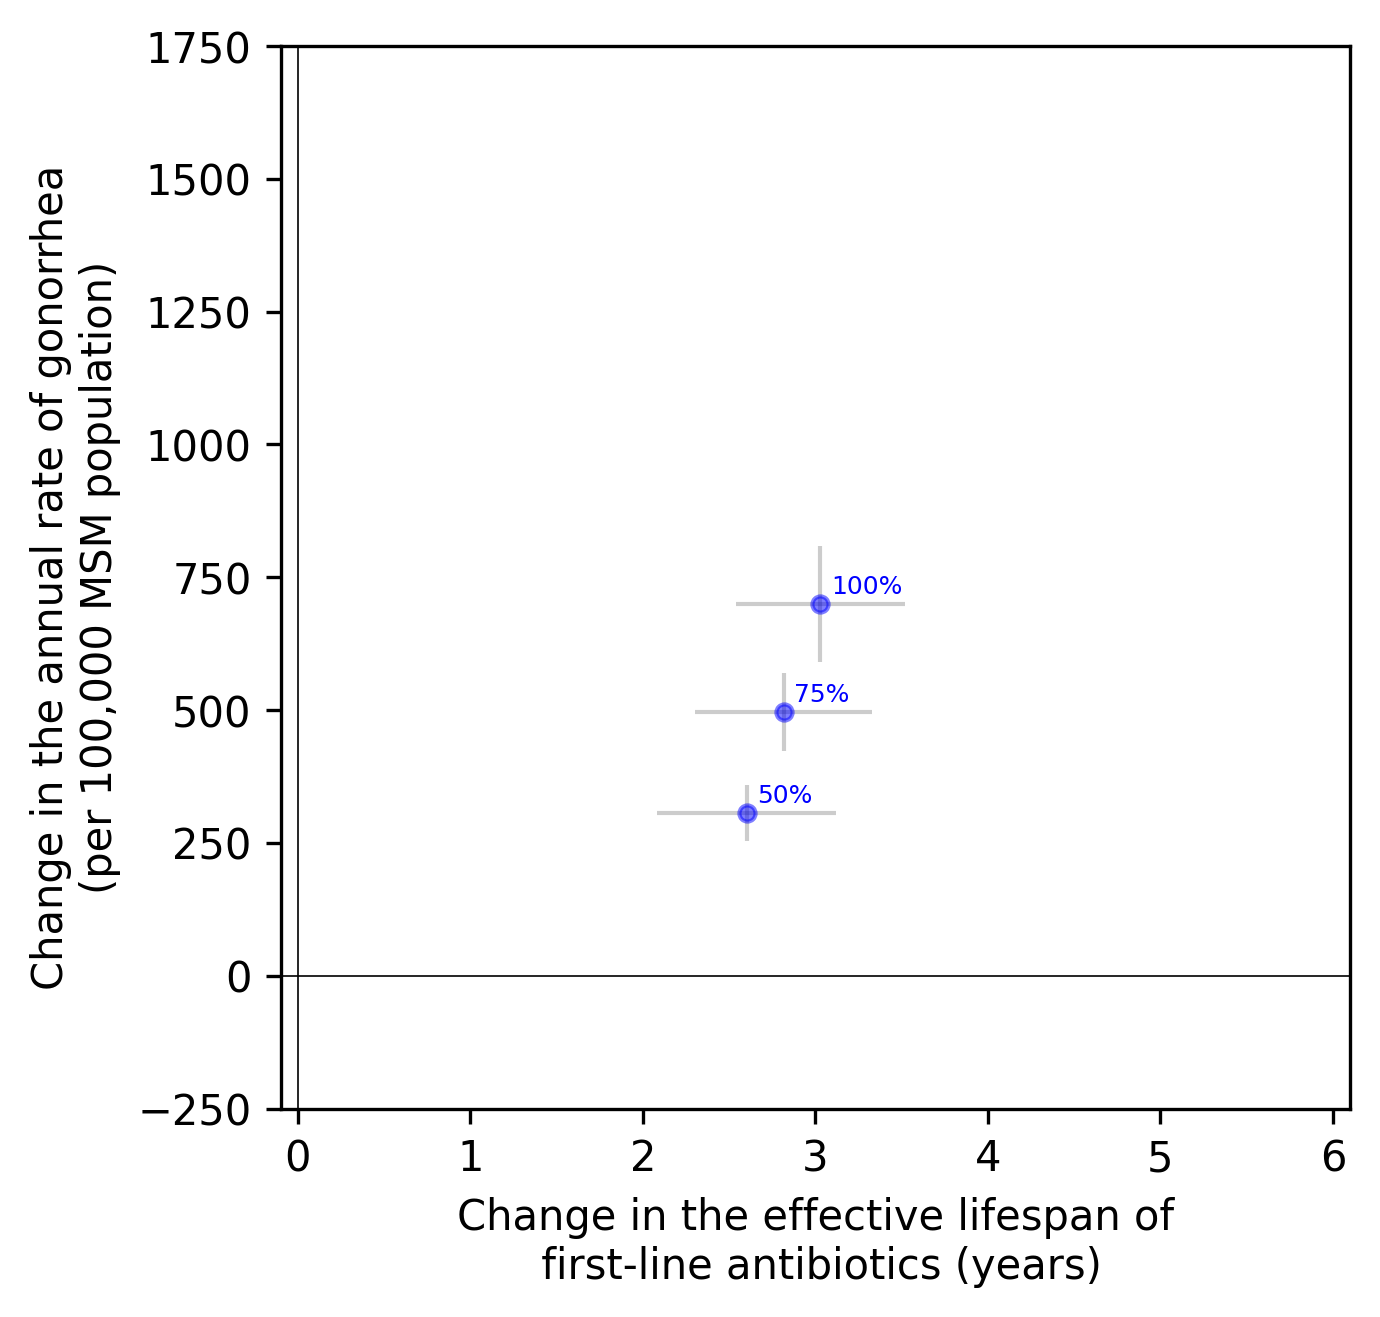 Change in the annual rate of gonorrhea
(per 100,000 MSM population)
1750
1500
1250
1000
750
500
250
0
−250
100%
75%
50%
0 1 2 3 4 5 6
Change in the effective lifespan of
first-line antibiotics (years)